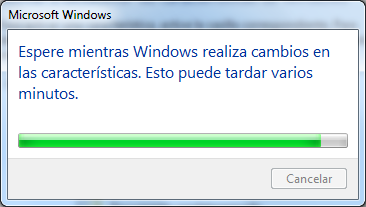 Microsoft Windows
Espere mientras Windows realiza cambios en
las características. Esto puede tardar varios
minutos.
Cancelar